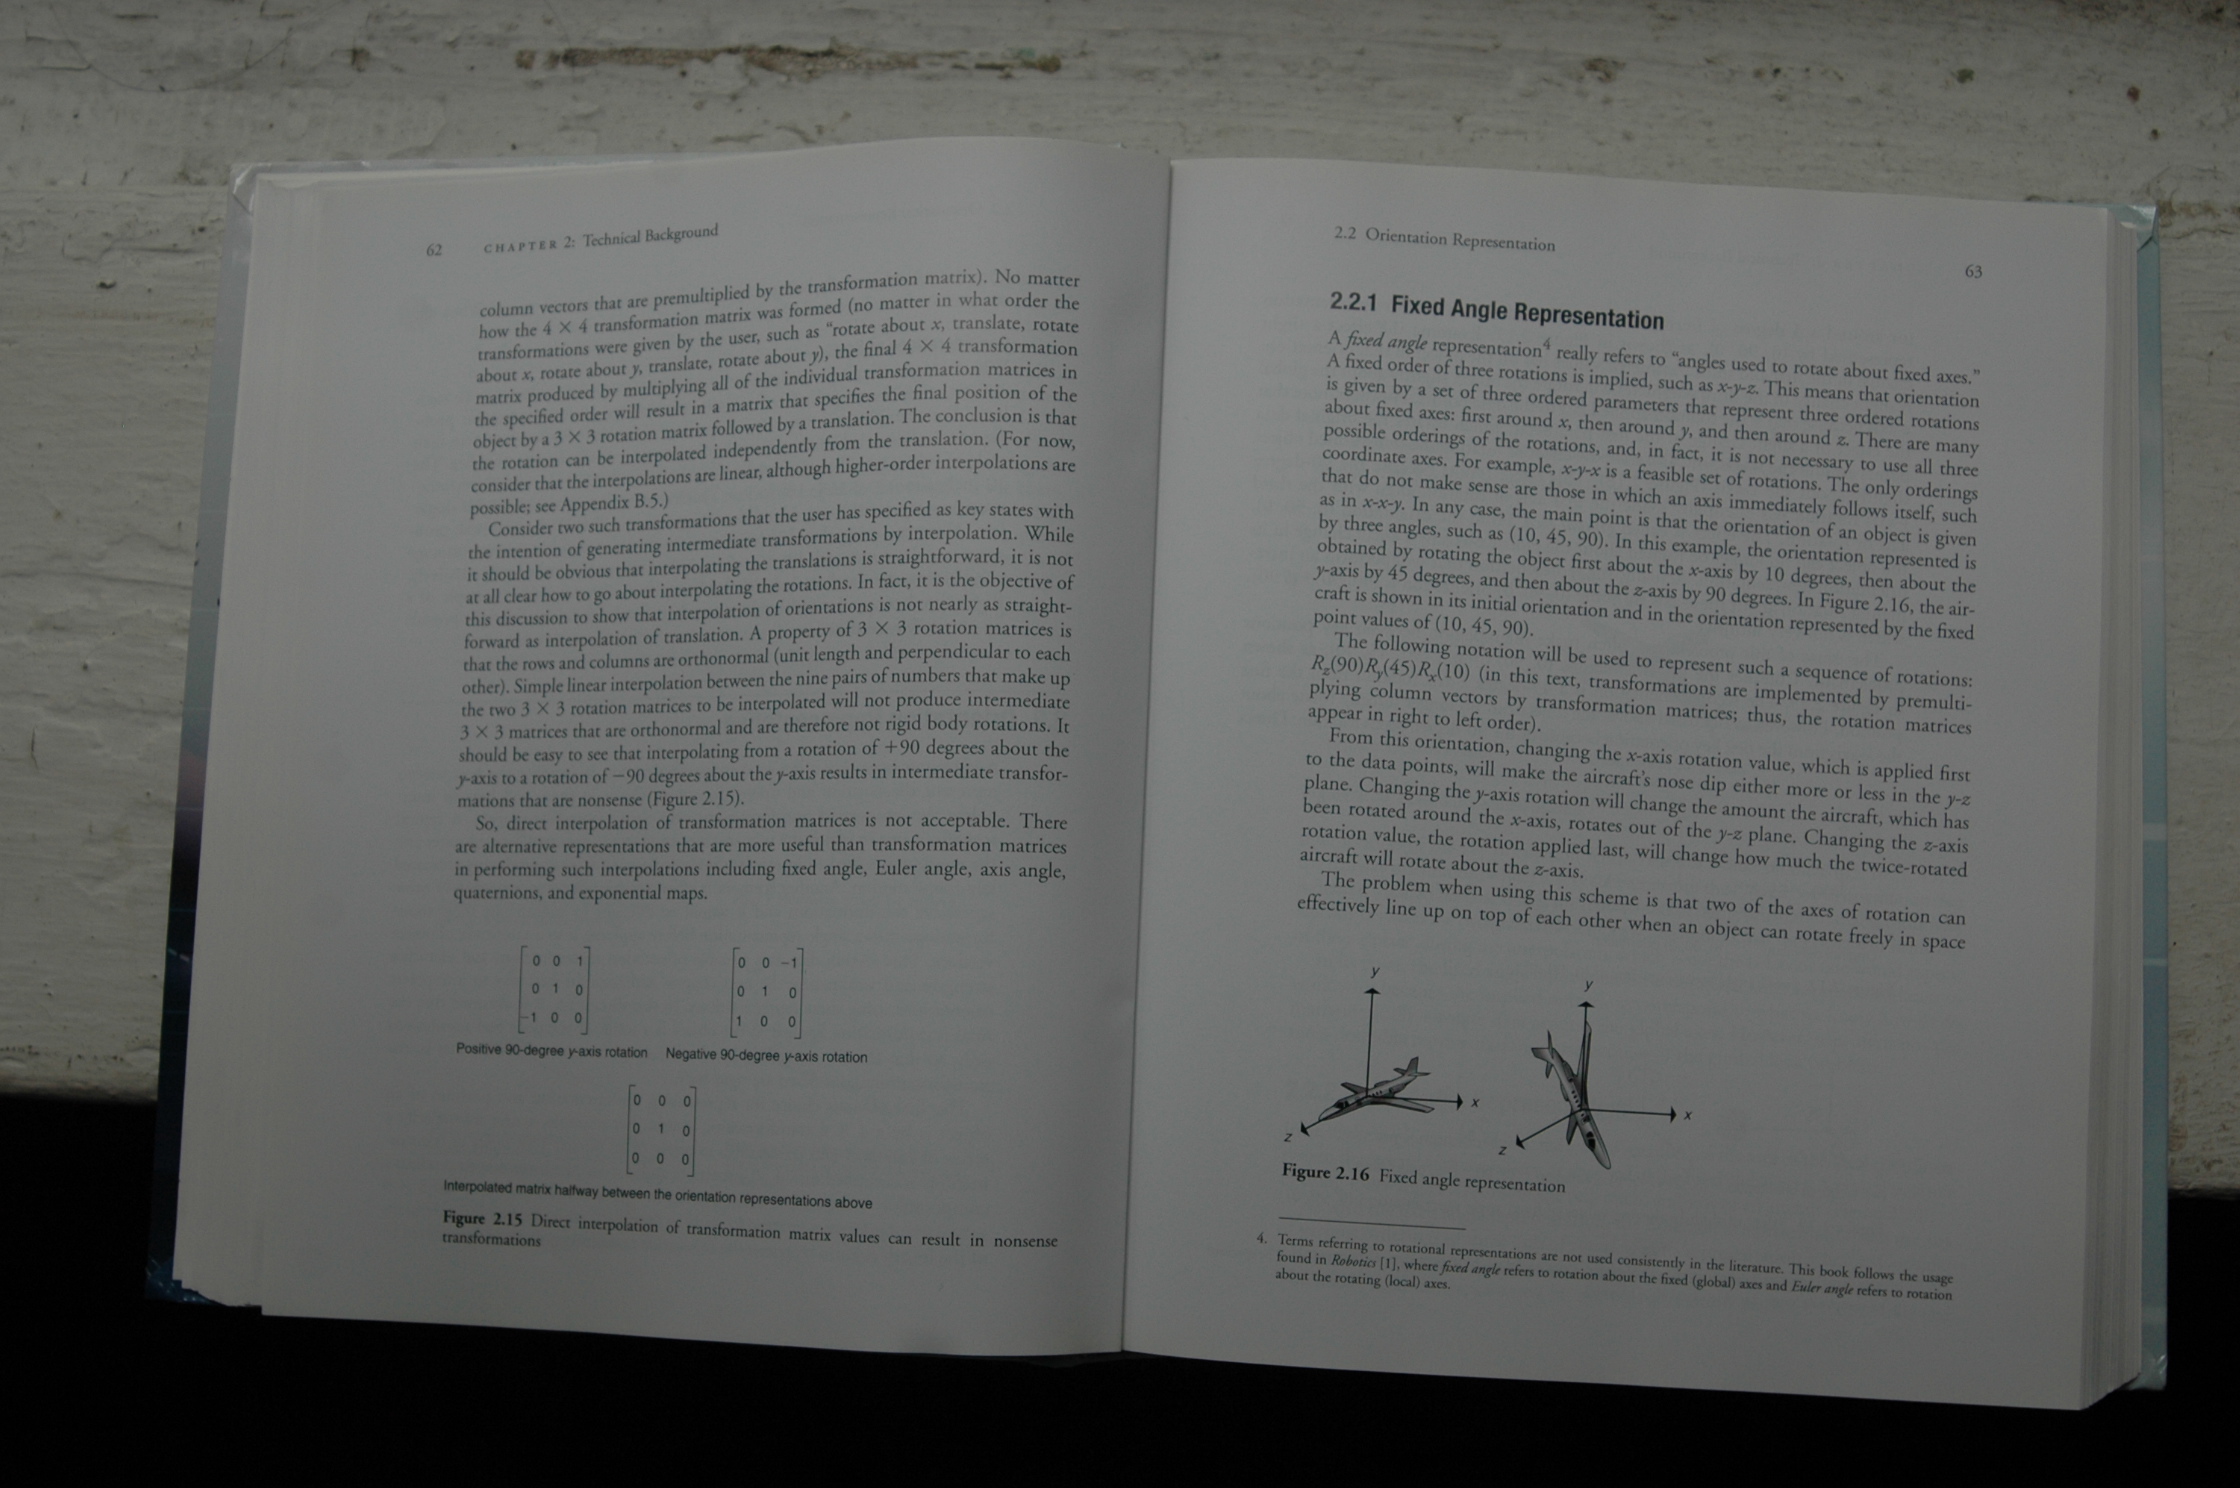 62 CHAPTER 2: Technical Background
column vectors that are premultiplied by the transformation matrix). No matter
how the 4 × 4 transformation matrix was formed (no matter in what order the
transformations were given by the user, such as “rotate about x, translate, rotate
about x, rotate about y, translate, rotate about y), the final 4 × 4 transformation
matrix produced by multiplying all of the individual transformation matrices in
the specified order will result in a matrix that specifies the final position of the
object by a 3 × 3 rotation matrix followed by a translation. The conclusion is that
the rotation can be interpolated independently from the translation. (For now,
consider that the interpolations are linear, although higher-order interpolations are
possible; see Appendix B.5.)
Consider two such transformations that the user has specified as key states with
the intention of generating intermediate transformations by interpolation. While
it should be obvious that interpolating the translations is straightforward, it is not
at all clear how to go about interpolating the rotations. In fact, it is the objective of
this discussion to show that interpolation of orientations is not nearly as straight-
forward as interpolation of translation. A property of 3 × 3 rotation matrices is
that the rows and columns are orthonormal (unit length and perpendicular to each
other). Simple linear interpolation between the nine pairs of numbers that make up
the two 3 × 3 rotation matrices to be interpolated will not produce intermediate
3 × 3 matrices that are orthonormal and are therefore not rigid body rotations. It
should be easy to see that interpolating from a rotation of +90 degrees about the
y-axis to a rotation of −90 degrees about the y-axis results in intermediate transfor-
mations that are nonsense (Figure 2.15).
So, direct interpolation of transformation matrices is not acceptable. There
are alternative representations that are more useful than transformation matrices
in performing such interpolations including fixed angle, Euler angle, axis angle,
quaternions, and exponential maps.
0 0 1
0 1 0
-1 0 0
Positive 90-degree y-axis rotation
0 0 -1
0 1 0
1 0 0
Negative 90-degree y-axis rotation
0 0 0
0 1 0
0 0 0
Interpolated matrix halfway between the orientation representations above
Figure 2.15 Direct interpolation of transformation matrix values can result in nonsense
transformations
2.2 Orientation Representation
63
2.2.1 Fixed Angle Representation
A fixed angle representation4 really refers to “angles used to rotate about fixed axes.”
A fixed order of three rotations is implied, such as x-y-z. This means that orientation
is given by a set of three ordered parameters that represent three ordered rotations
about fixed axes: first around x, then around y, and then around z. There are many
possible orderings of the rotations, and, in fact, it is not necessary to use all three
coordinate axes. For example, x-y-x is a feasible set of rotations. The only orderings
that do not make sense are those in which an axis immediately follows itself, such
as in x-x-y. In any case, the main point is that the orientation of an object is given
by three angles, such as (10, 45, 90). In this example, the orientation represented is
obtained by rotating the object first about the x-axis by 10 degrees, then about the
y-axis by 45 degrees, and then about the z-axis by 90 degrees. In Figure 2.16, the air-
craft is shown in its initial orientation and in the orientation represented by the fixed
point values of (10, 45, 90).
The following notation will be used to represent such a sequence of rotations:
Rz(90)Ry(45)Rx(10) (in this text, transformations are implemented by premulti-
plying column vectors by transformation matrices; thus, the rotation matrices
appear in right to left order).
From this orientation, changing the x-axis rotation value, which is applied first
to the data points, will make the aircraft’s nose dip either more or less in the y-z
plane. Changing the y-axis rotation will change the amount the aircraft, which has
been rotated around the x-axis, rotates out of the y-z plane. Changing the z-axis
rotation value, the rotation applied last, will change how much the twice-rotated
aircraft will rotate about the z-axis.
The problem when using this scheme is that two of the axes of rotation can
effectively line up on top of each other when an object can rotate freely in space
y
x
z
y
x
z
Figure 2.16 Fixed angle representation
4. Terms referring to rotational representations are not used consistently in the literature. This book follows the usage
found in Robotics [1], where fixed angle refers to rotation about the fixed (global) axes and Euler angle refers to rotation
about the rotating (local) axes.